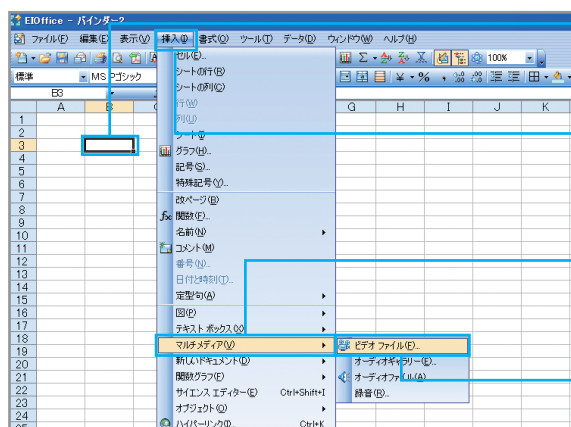 EIOffice - バインダー2
ファイル(F) 編集(E) 表示(V) 挿入(I) 書式(O) ツール(T) データ(D) ウィンドウ(W) ヘルプ(H)
100%
標準 MS Pゴシック
B3
A B G H I J K
1
2
3
4
5
6
7
8
9
10
11
12
13
14
15
16
17
18
19
20
21
22
23
24
セル(E)...
シートの行(R)
シートの列(C)
行(W)
列(L)
シート(I)
グラフ(H)...
記号(S)...
特殊記号(Y)...
改ページ(B)
関数(F)...
名前(N)
コメント(M)
番号(N)...
日付と時刻(T)...
定型句(A)
図(P)
テキスト ボックス(X)
マルチメディア(V)
新しいドキュメント(D)
関数グラフ(F)
サイエンス エディター(E) Ctrl+Shift+I
オブジェクト(O)
ハイパーリンク(I)... Ctrl+K
ビデオ ファイル(F)...
オーディオギャラリー(E)...
オーディオファイル(A)
録音(R)...